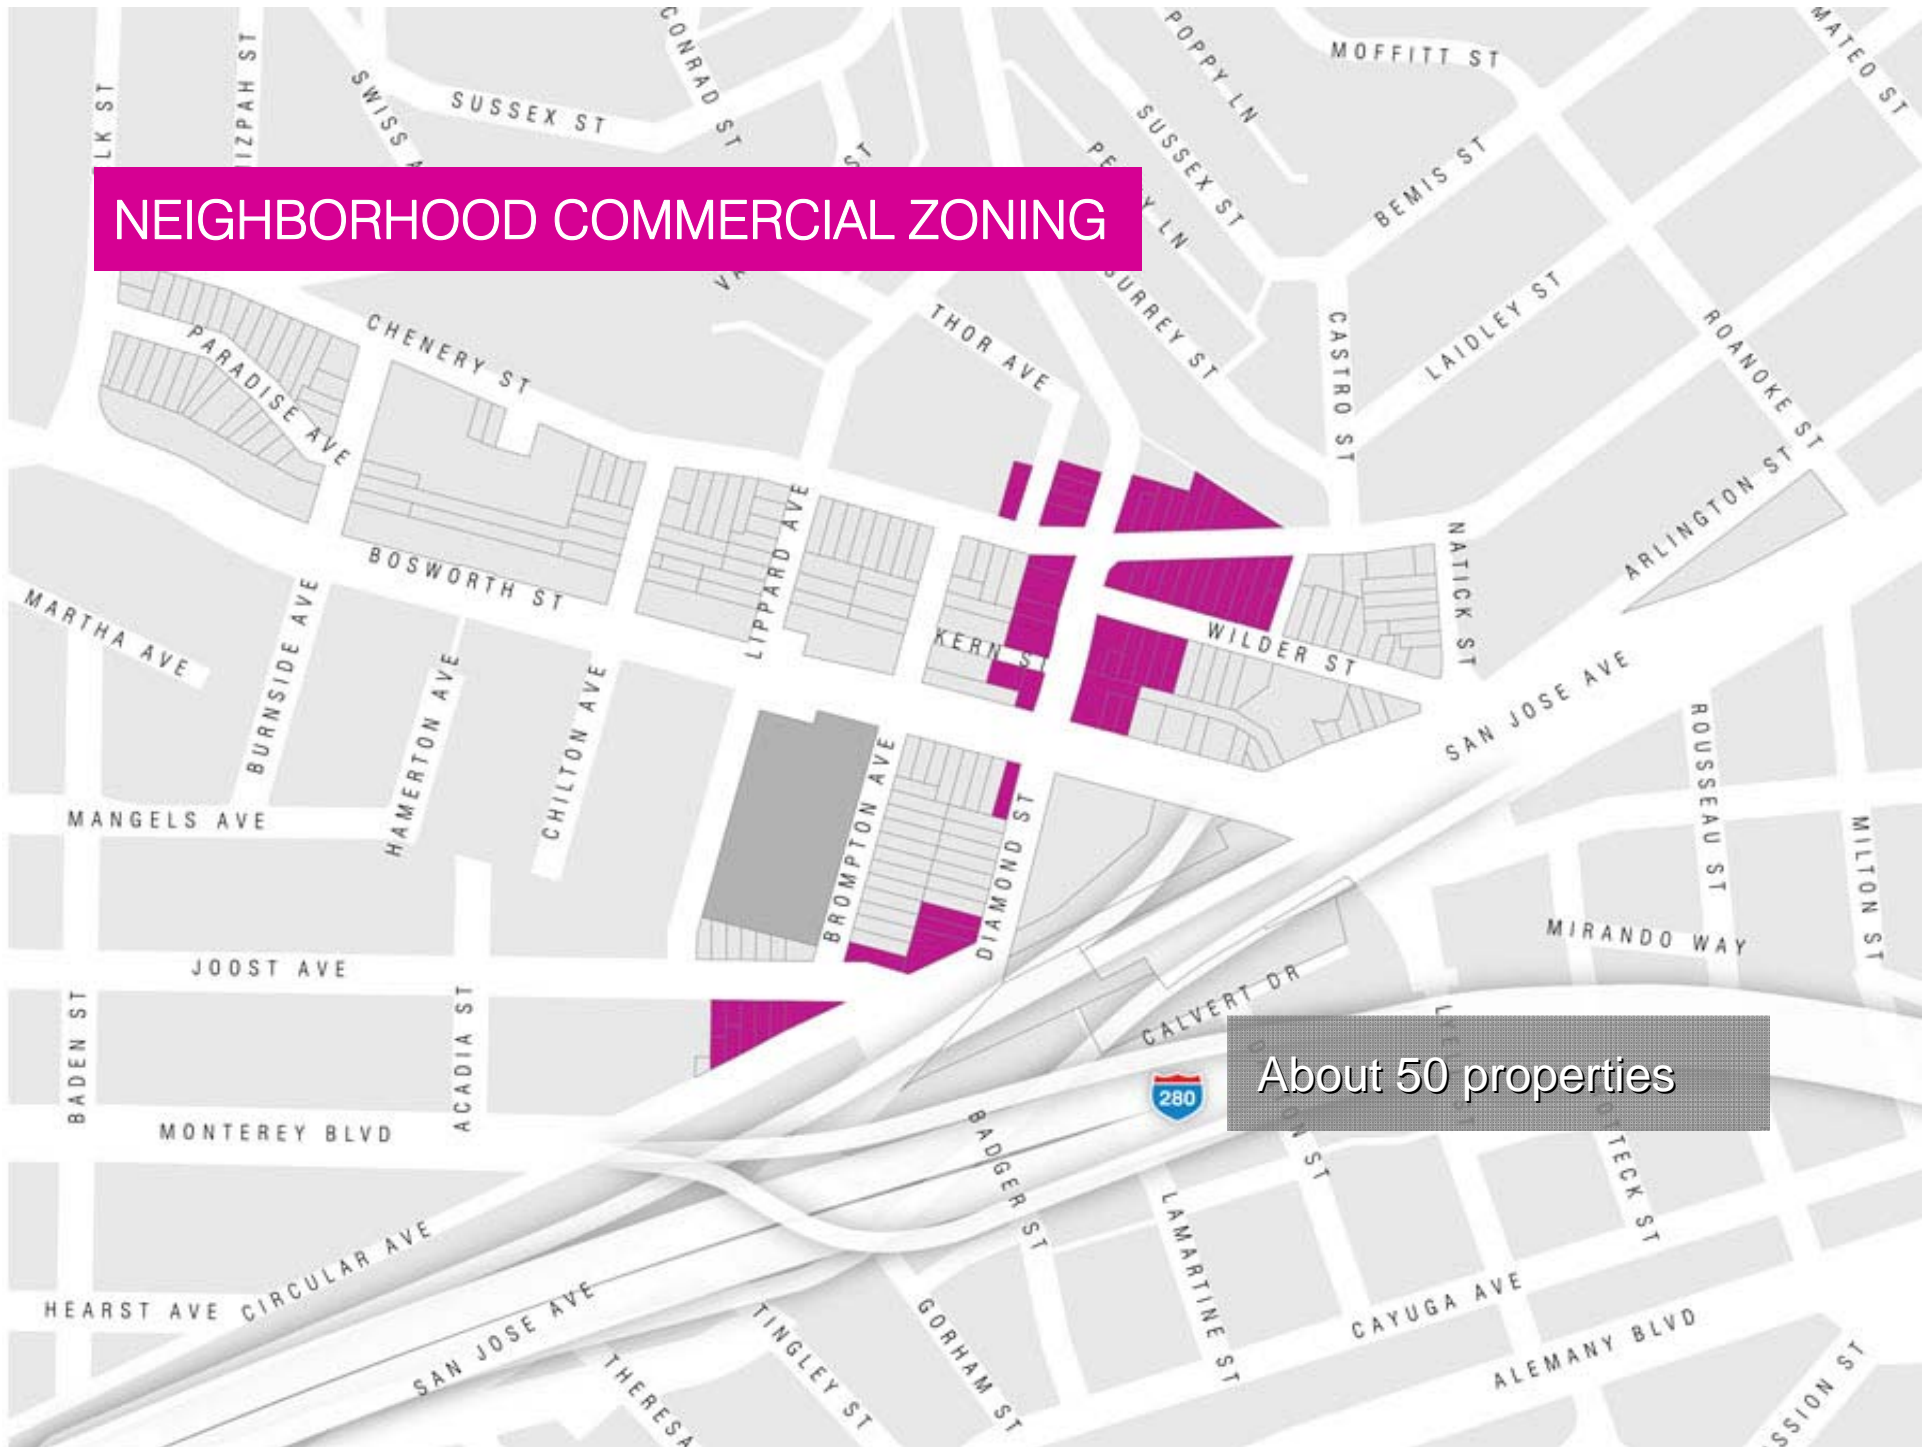 MOFFITT ST
MATEO ST
POPPY LN
CONRAD ST
SUSSEX ST
SWISS
SUSSEX ST
BEMIS ST
LN
ST
NEIGHBORHOOD COMMERCIAL ZONING
SURREY ST
THOR AVE
CASTRO ST
LAIDLEY ST
ROANOKE ST
CHENERY ST
PARADISE AVE
ARLINGTON ST
NATICK ST
LIPPARD AVE
BOSWORTH ST
MARTHA AVE
BURNSIDE AVE
KERN ST
WILDER ST
HAMERTON AVE
CHILTON AVE
SAN JOSE AVE
ROUSSEAU ST
MILTON ST
MANGELS AVE
BROMPTON AVE
DIAMOND ST
MIRANDO WAY
JOOST AVE
CALVERT DR
BADEN ST
ACADIA ST
280
About 50 properties
MONTEREY BLVD
BADGER ST
ST
LAMARTINE ST
CIRCULAR AVE
HEARST AVE
SAN JOSE AVE
TINGLEY ST
GORHAM ST
THERESA
CAYUGA AVE
ALEMANY BLVD
ST